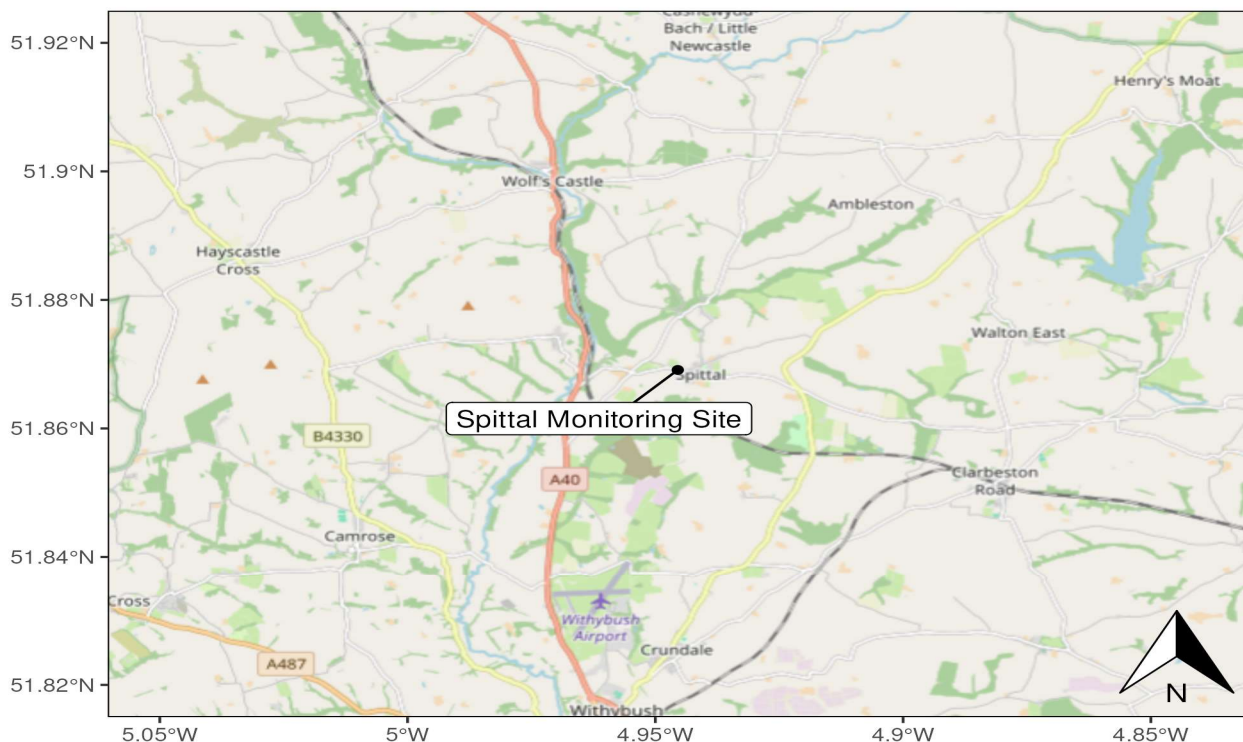 Bach / Little
Newcastle
51.92°N
Henry's Moat
51.9°N
Wolf's Castle
Ambleston
Hayscastle
Cross
51.88°N
Walton East
Spittal
Spittal Monitoring Site
51.86°N
B4330
Clarbeston
Road
A40
51.84°N
Camrose
Cross
Withybush
Airport
Crundale
A487
51.82°N
N
Withybush
5.05°W
5°W
4.95°W
4.9°W
4.85°W